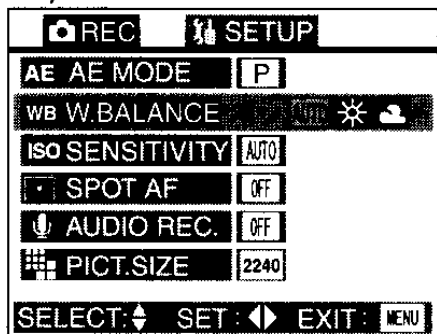 REC SETUP
AE AE MODE P
WB W.BALANCE
ISO SENSITIVITY AUTO
SPOT AF OFF
AUDIO REC. OFF
PICT.SIZE 2240
SELECT: SET: EXIT: MENU